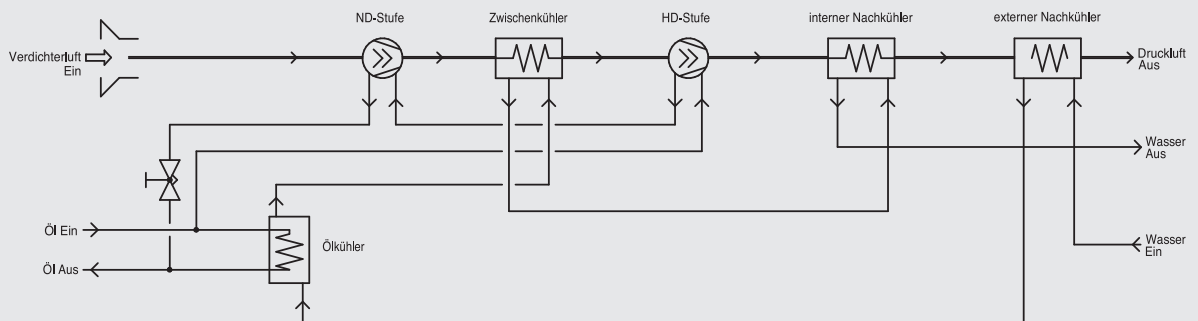 ND-Stufe
Zwischenkühler
HD-Stufe
interner Nachkühler
externer Nachkühler
Verdichterluft
Ein
Druckluft
Aus
Wasser
Aus
Öl Ein
Ölkühler
Wasser
Ein
Öl Aus